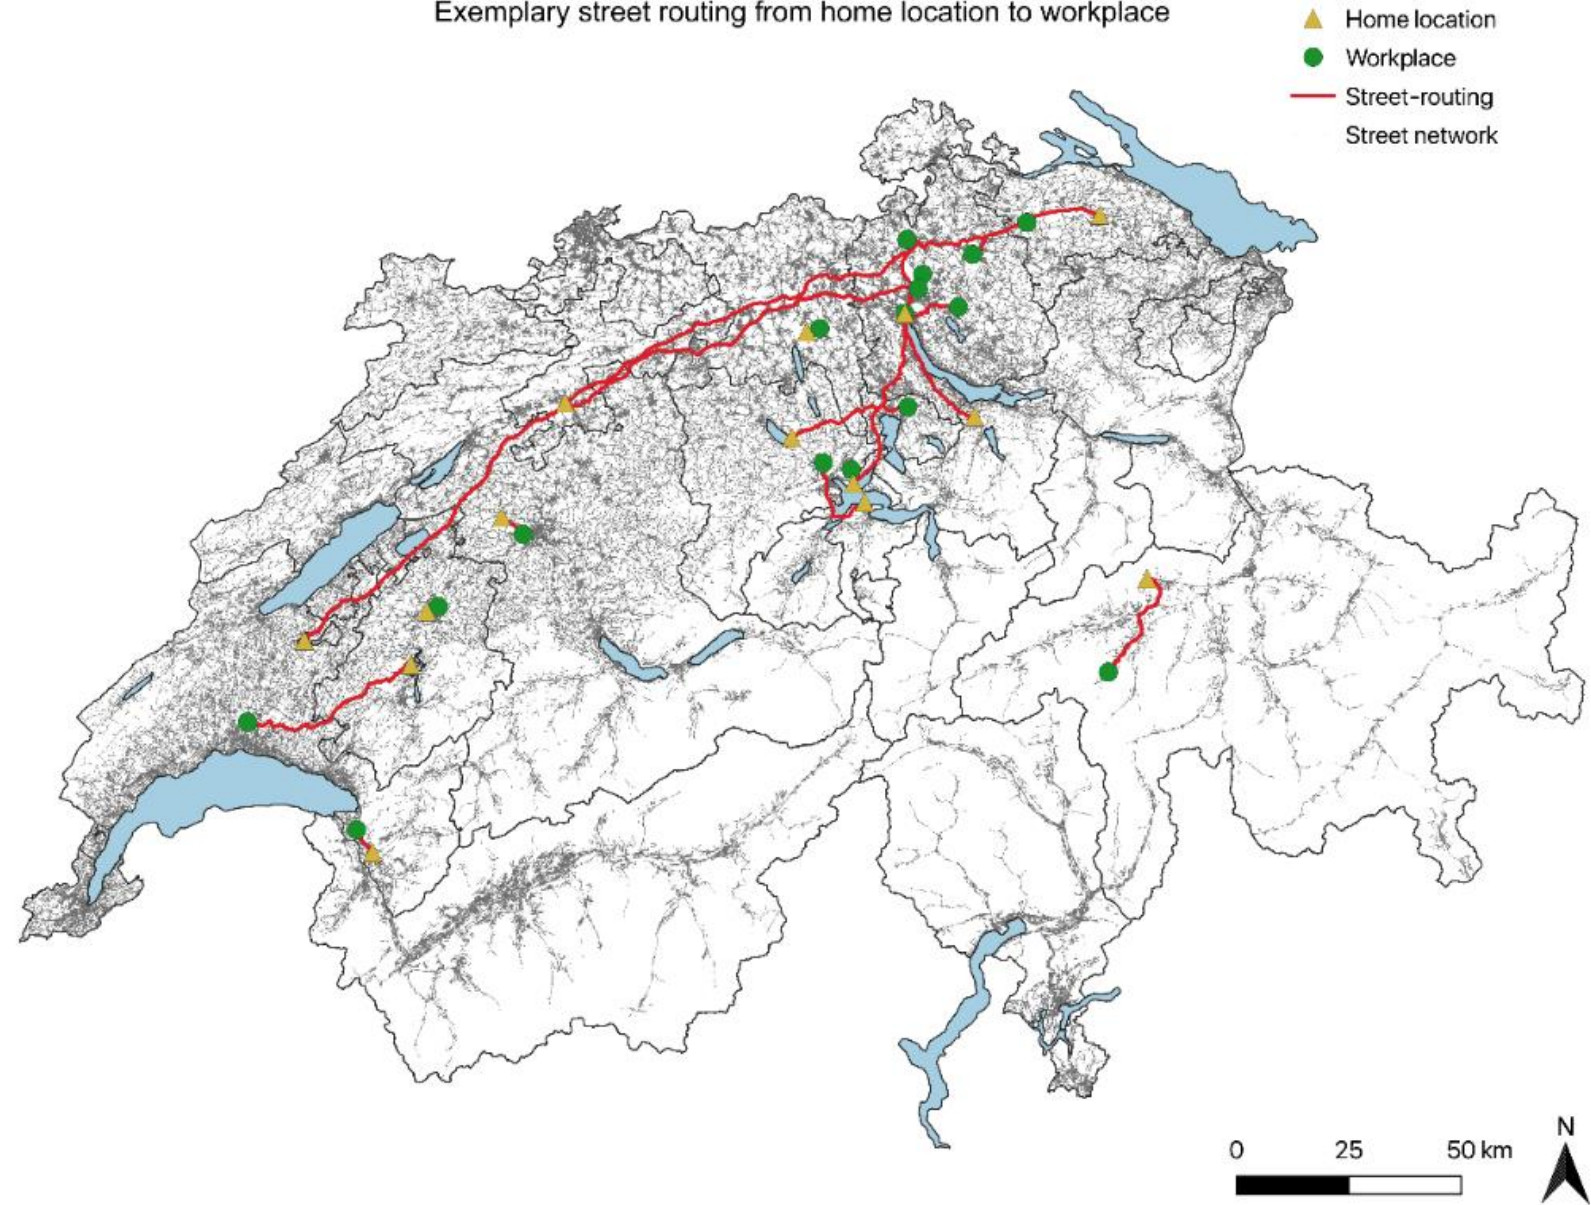 Exemplary street routing from home location to workplace
Home location
Workplace
Street-routing
Street network
N
0 25 50 km